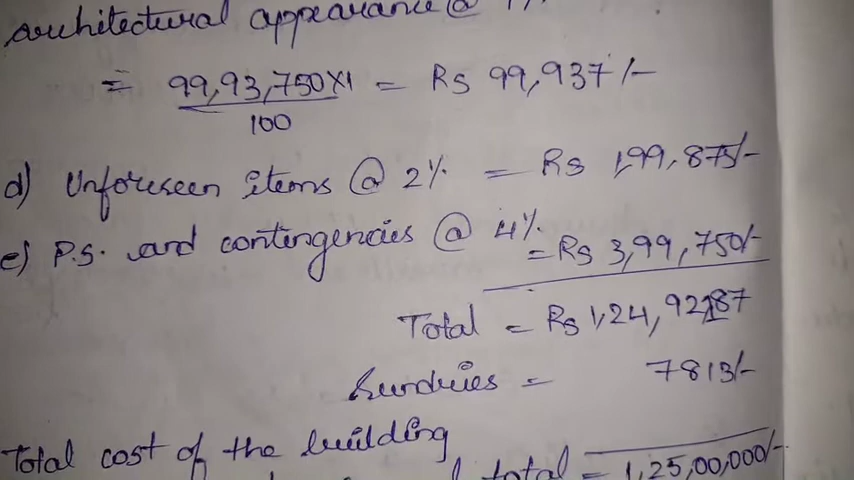 architectural appearance @ 1%.
= 99,93,750X1 = Rs 99,937/-
100
d) Unforeseen items @ 2% = Rs 1,99,875/-
e) P.S. and contingencies @ 4%
= Rs 3,99,750/-
Total = Rs 1,24,92,187
Sundries = 7813/-
Total cost of the building
total = 1,25,00,000/-